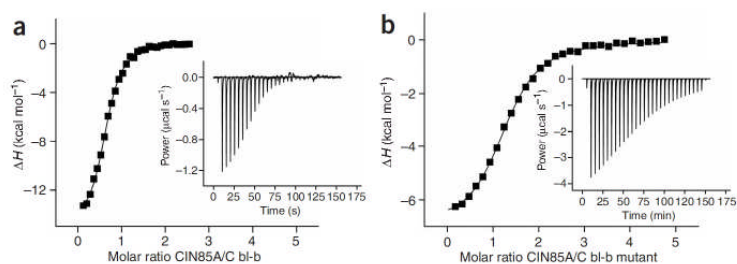 a
0
−4
−8
−12
ΔH (kcal mol−1)
0 1 2 3 4 5
Molar ratio CIN85A/C bl-b
0.0
−0.4
−0.8
−1.2
Power (μcal s−1)
0 25 50 75 100 125 150 175
Time (s)
b
0
−2
−4
−6
ΔH (kcal mol−1)
0 1 2 3 4 5
Molar ratio CIN85A/C bl-b mutant
0
−1
−2
−3
−4
Power (μcal s−1)
0 25 50 75 100 125 150 175
Time (min)